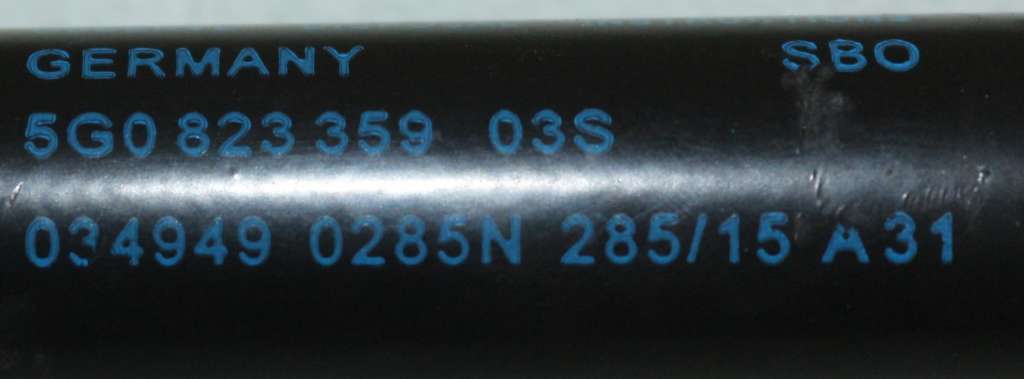 GERMANY SBO
5G0 823 359 03S
034949 0285N 285/15 A31